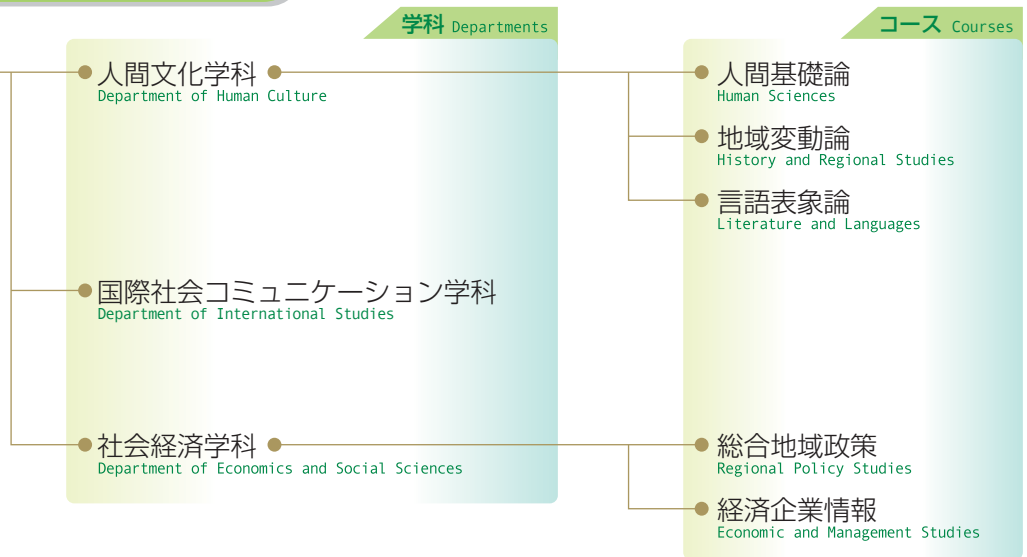 学科 Departments
コース Courses
人間文化学科
Department of Human Culture
人間基礎論
Human Sciences
地域変動論
History and Regional Studies
言語表象論
Literature and Languages
国際社会コミュニケーション学科
Department of International Studies
社会経済学科
Department of Economics and Social Sciences
総合地域政策
Regional Policy Studies
経済企業情報
Economic and Management Studies